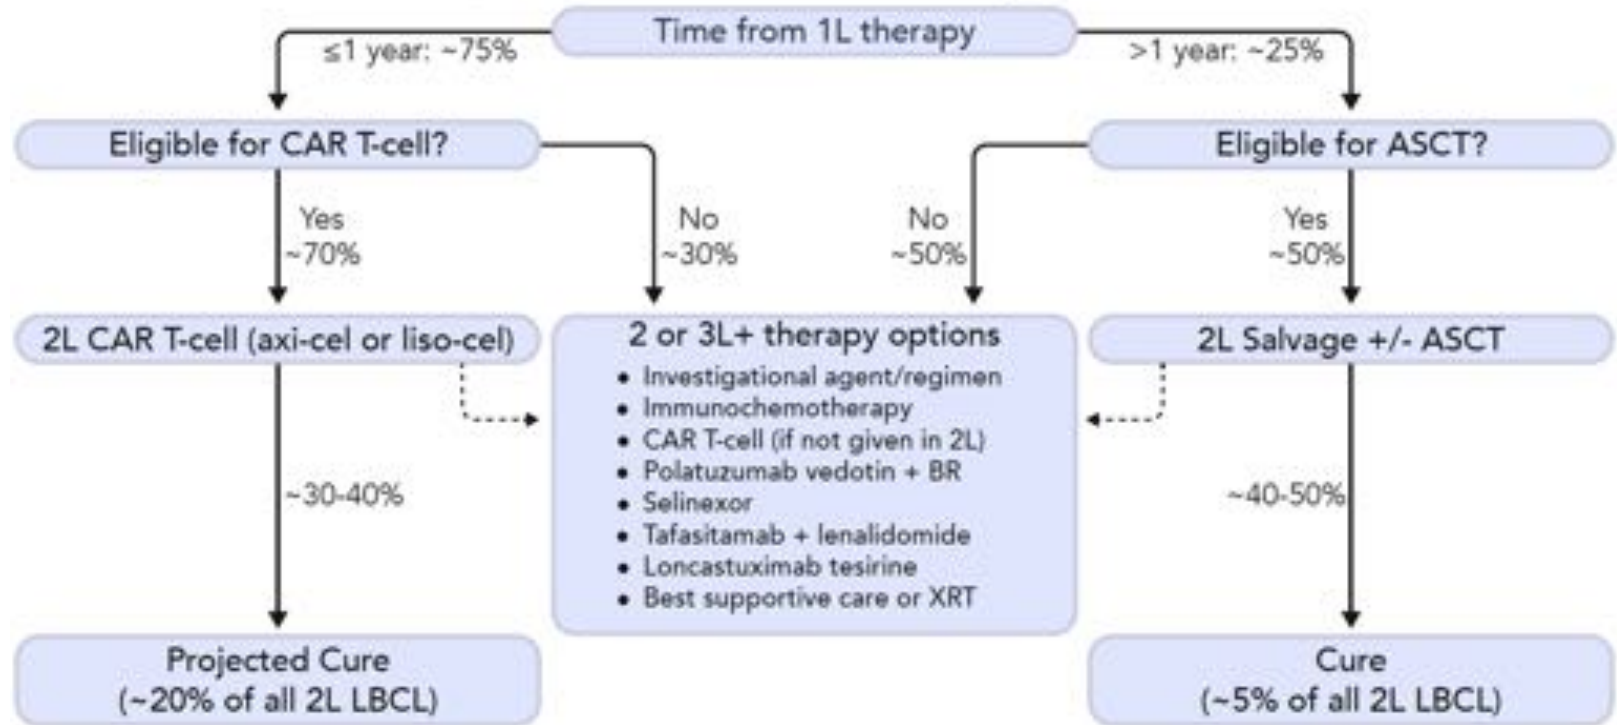 Time from 1L therapy
≤1 year: ~75%
>1 year: ~25%
Eligible for CAR T-cell?
Eligible for ASCT?
Yes
~70%
No
~30%
No
~50%
Yes
~50%
2L CAR T-cell (axi-cel or liso-cel)
2 or 3L+ therapy options
• Investigational agent/regimen
• Immunochemotherapy
• CAR T-cell (if not given in 2L)
• Polatuzumab vedotin + BR
• Selinexor
• Tafasitamab + lenalidomide
• Loncastuximab tesirine
• Best supportive care or XRT
2L Salvage +/- ASCT
~30-40%
~40-50%
Projected Cure
(~20% of all 2L LBCL)
Cure
(~5% of all 2L LBCL)